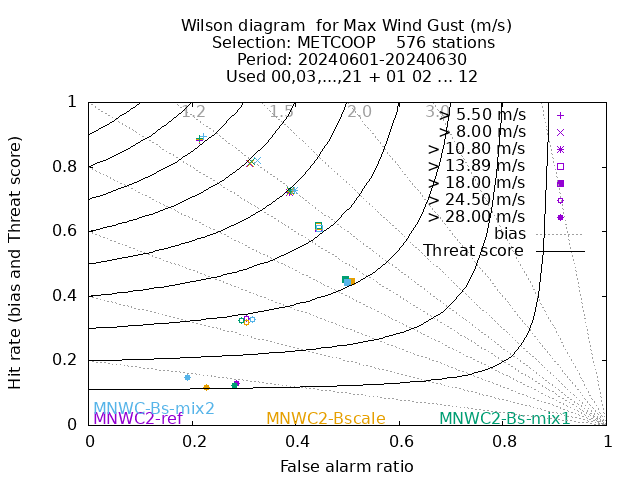 Wilson diagram  for Max Wind Gust (m/s)
Selection: METCOOP    576 stations
Period: 20240601-20240630
Used 00,03,...,21 + 01 02 ... 12
1.2 1.5 2.0 3.0
> 5.50 m/s
> 8.00 m/s
> 10.80 m/s
> 13.89 m/s
> 18.00 m/s
> 24.50 m/s
> 28.00 m/s
bias
Threat score
Hit rate (bias and Threat score)
1
0.8
0.6
0.4
0.2
0
MNWC-Bs-mix2
MNWC2-ref MNWC2-Bscale MNWC2-Bs-mix1
0 0.2 0.4 0.6 0.8 1
False alarm ratio